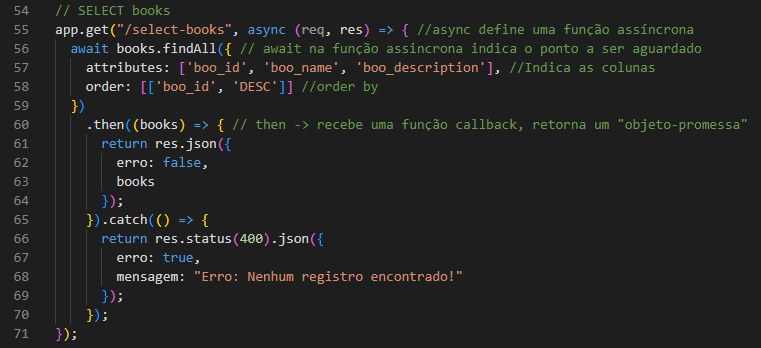 54 // SELECT books
55 app.get("/select-books", async (req, res) => { //async define uma função assíncrona
56 await books.findAll({ // await na função assincrona indica o ponto a ser aguardado
57 attributes: ['boo_id', 'boo_name', 'boo_description'], //Indica as colunas
58 order: [['boo_id', 'DESC']] //order by
59 })
60 .then((books) => { // then -> recebe uma função callback, retorna um "objeto-promessa"
61 return res.json({
62 erro: false,
63 books
64 });
65 }).catch(() => {
66 return res.status(400).json({
67 erro: true,
68 mensagem: "Erro: Nenhum registro encontrado!"
69 });
70 });
71 });